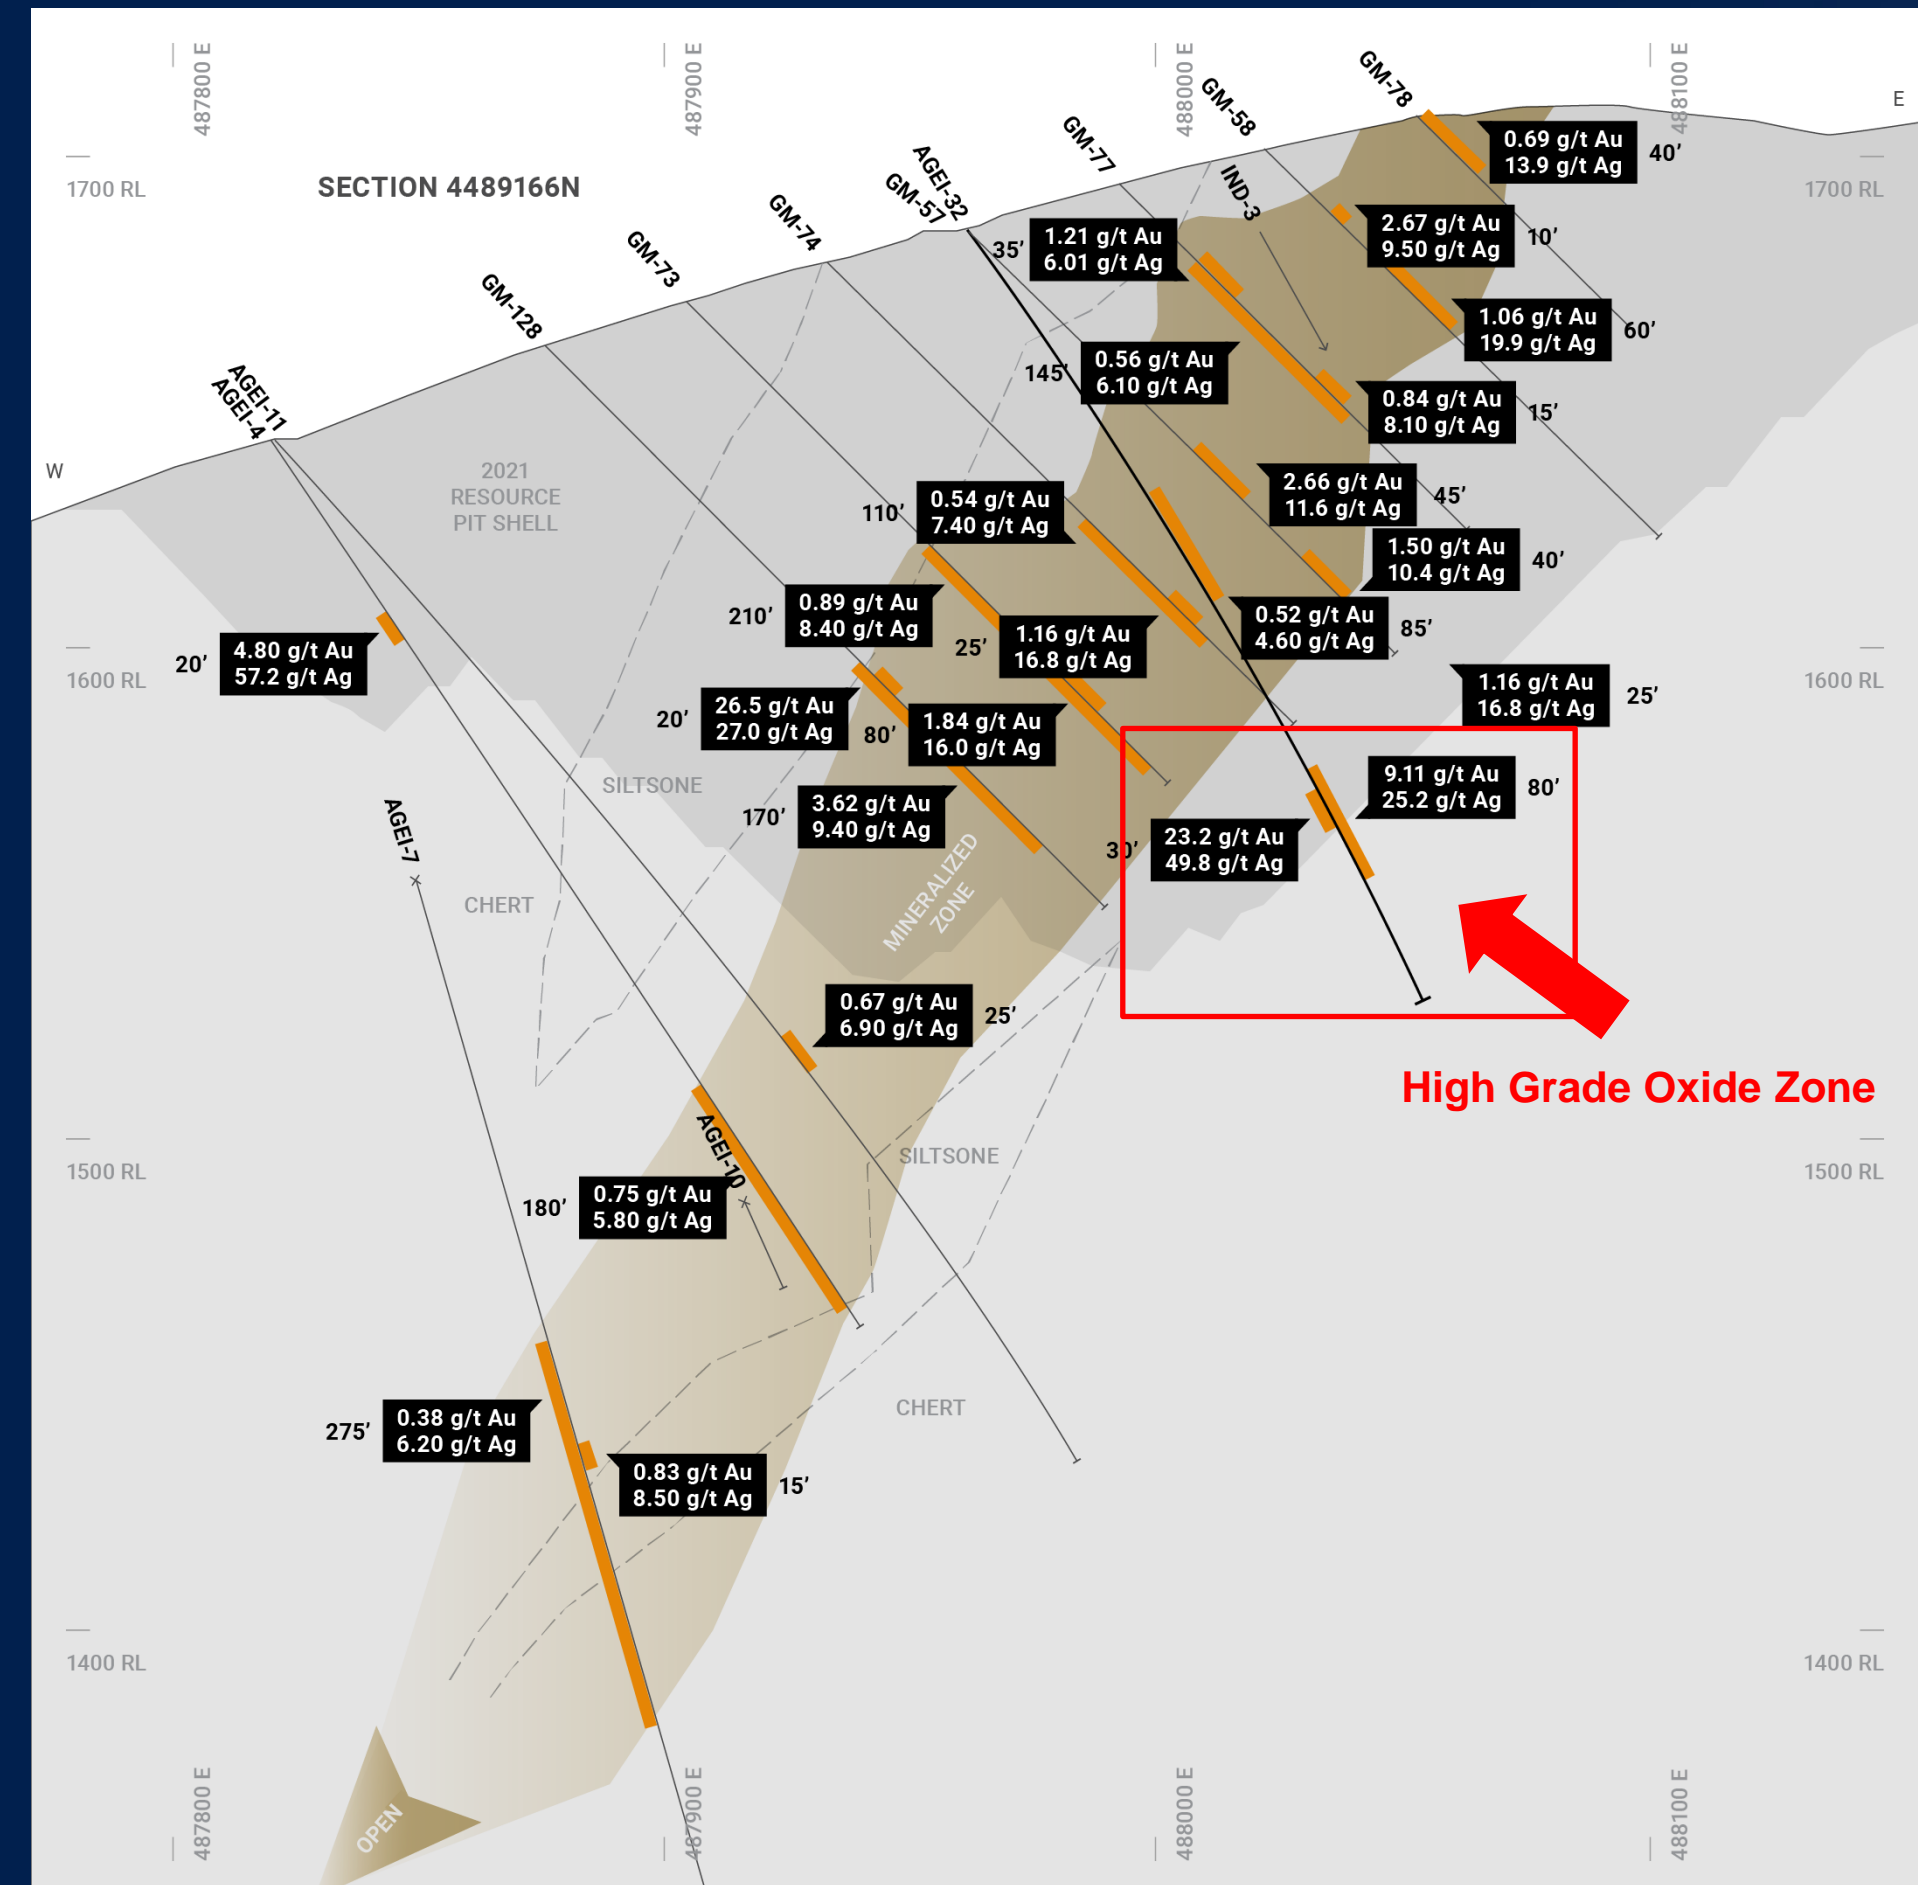 487800 E
487900 E
488000 E
488100 E
E
W
1700 RL
1700 RL
SECTION 4489166N
GM-78
GM-58
GM-77
IND-3
AGEI-32
GM-57
GM-74
GM-73
GM-128
AGEI-11
AGEI-4
0.69 g/t Au
13.9 g/t Ag
40’
2.67 g/t Au
9.50 g/t Ag
10’
35’
1.21 g/t Au
6.01 g/t Ag
1.06 g/t Au
19.9 g/t Ag
60’
145’
0.56 g/t Au
6.10 g/t Ag
0.84 g/t Au
8.10 g/t Ag
15’
2021
RESOURCE
PIT SHELL
2.66 g/t Au
11.6 g/t Ag
45’
110’
0.54 g/t Au
7.40 g/t Ag
1.50 g/t Au
10.4 g/t Ag
40’
210’
0.89 g/t Au
8.40 g/t Ag
0.52 g/t Au
4.60 g/t Ag
85’
25’
1.16 g/t Au
16.8 g/t Ag
20’
4.80 g/t Au
57.2 g/t Ag
1600 RL
1600 RL
1.16 g/t Au
16.8 g/t Ag
25’
20’
26.5 g/t Au
27.0 g/t Ag
80’
1.84 g/t Au
16.0 g/t Ag
SILTSONE
9.11 g/t Au
25.2 g/t Ag
80’
170’
3.62 g/t Au
9.40 g/t Ag
30’
23.2 g/t Au
49.8 g/t Ag
AGEI-7
CHERT
MINERALIZED
ZONE
0.67 g/t Au
6.90 g/t Ag
25’
High Grade Oxide Zone
AGEI-10
SILTSONE
1500 RL
1500 RL
180’
0.75 g/t Au
5.80 g/t Ag
CHERT
275’
0.38 g/t Au
6.20 g/t Ag
0.83 g/t Au
8.50 g/t Ag
15’
1400 RL
1400 RL
OPEN
487800 E
487900 E
488000 E
488100 E